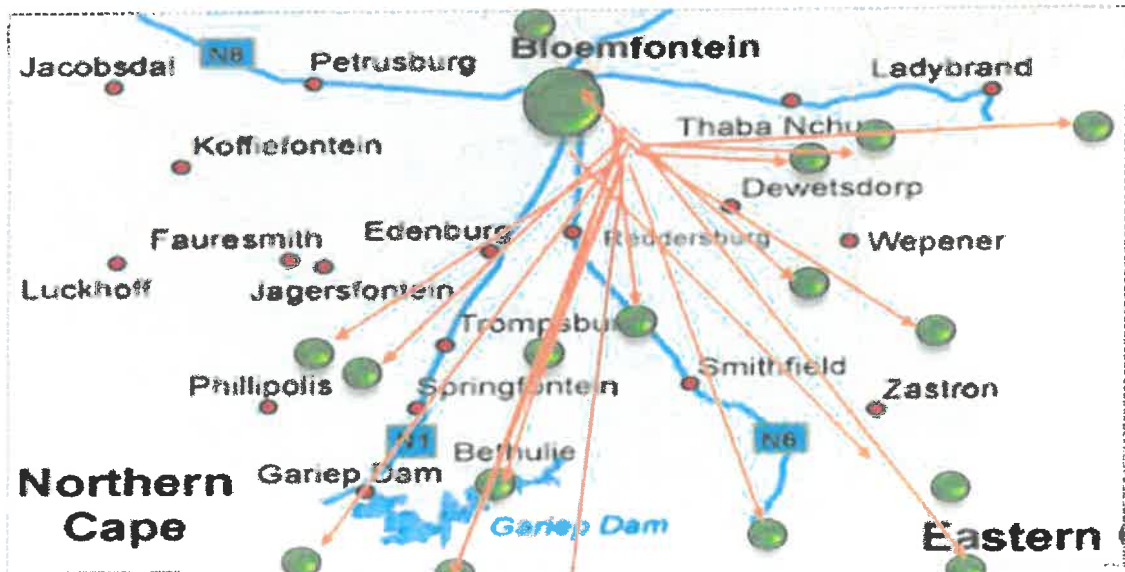 N8
Bloemfontein
Jacobsdal
Petrusburg
Ladybrand
Thaba Nchu
Koffiefontein
Dewetsdorp
Fauresmith
Edenburg
Reddersburg
Wepener
Luckhoff
Jagersfontein
Trompsbu
Smithfield
Phillipolis
Springfontein
Zastron
N1
N6
Bethulie
Gariep Dam
Northern
Cape
Gariep Dam
Eastern